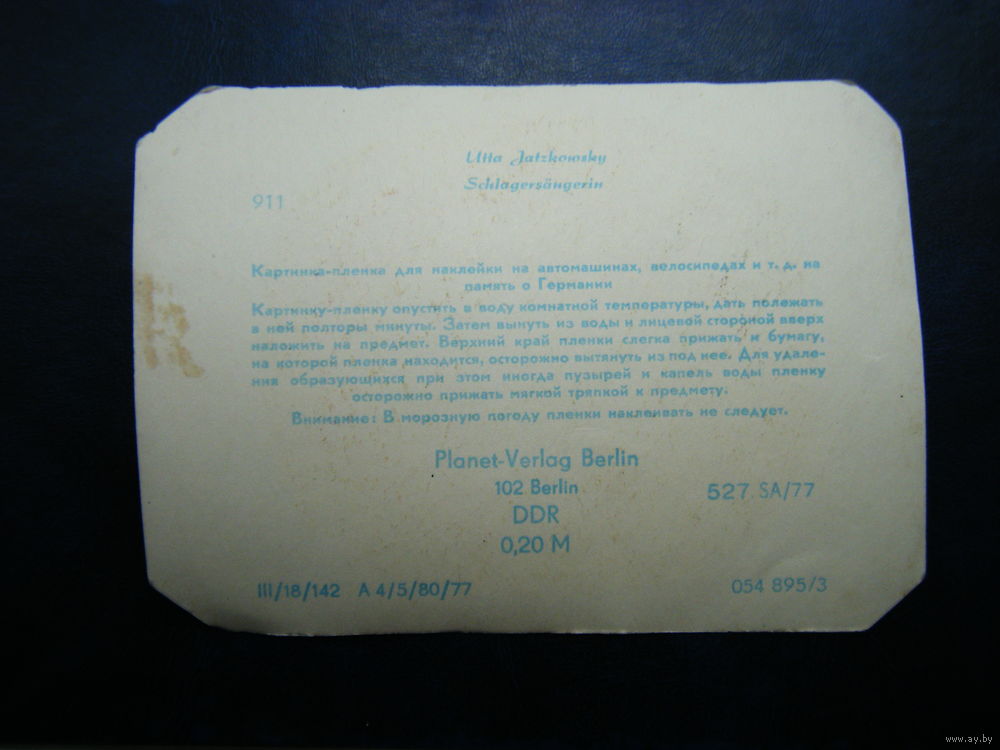 Utta Jatzkowsky
Schlagersängerin
911
Картинка-пленка для наклейки на автомашинах, велосипедах и т. д. на
память о Германии
Картинку-пленку опустить в воду комнатной температуры, дать полежать
в ней полторы минуты. Затем вынуть из воды и лицевой стороной вверх
наложить на предмет. Верхний край пленки слегка прижать и бумагу,
на которой пленка находится, осторожно вытянуть из под нее. Для удале-
ния образующихся при этом иногда пузырей и капель воды пленку
осторожно прижать мягкой тряпкой к предмету.
Внимание: В морозную погоду пленки наклеивать не следует.
Planet-Verlag Berlin
102 Berlin
527 SA/77
DDR
0,20 M
III/18/142 A 4/5/80/77
054 895/3
www.ay.by